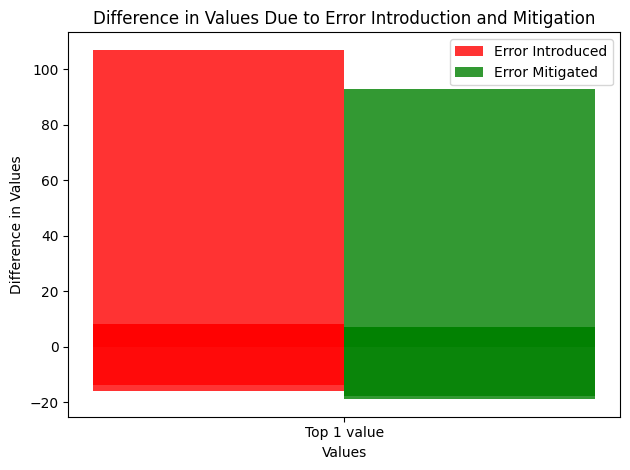 Difference in Values Due to Error Introduction and Mitigation
Error Introduced
Error Mitigated
Difference in Values
100
80
60
40
20
0
−20
Top 1 value
Values